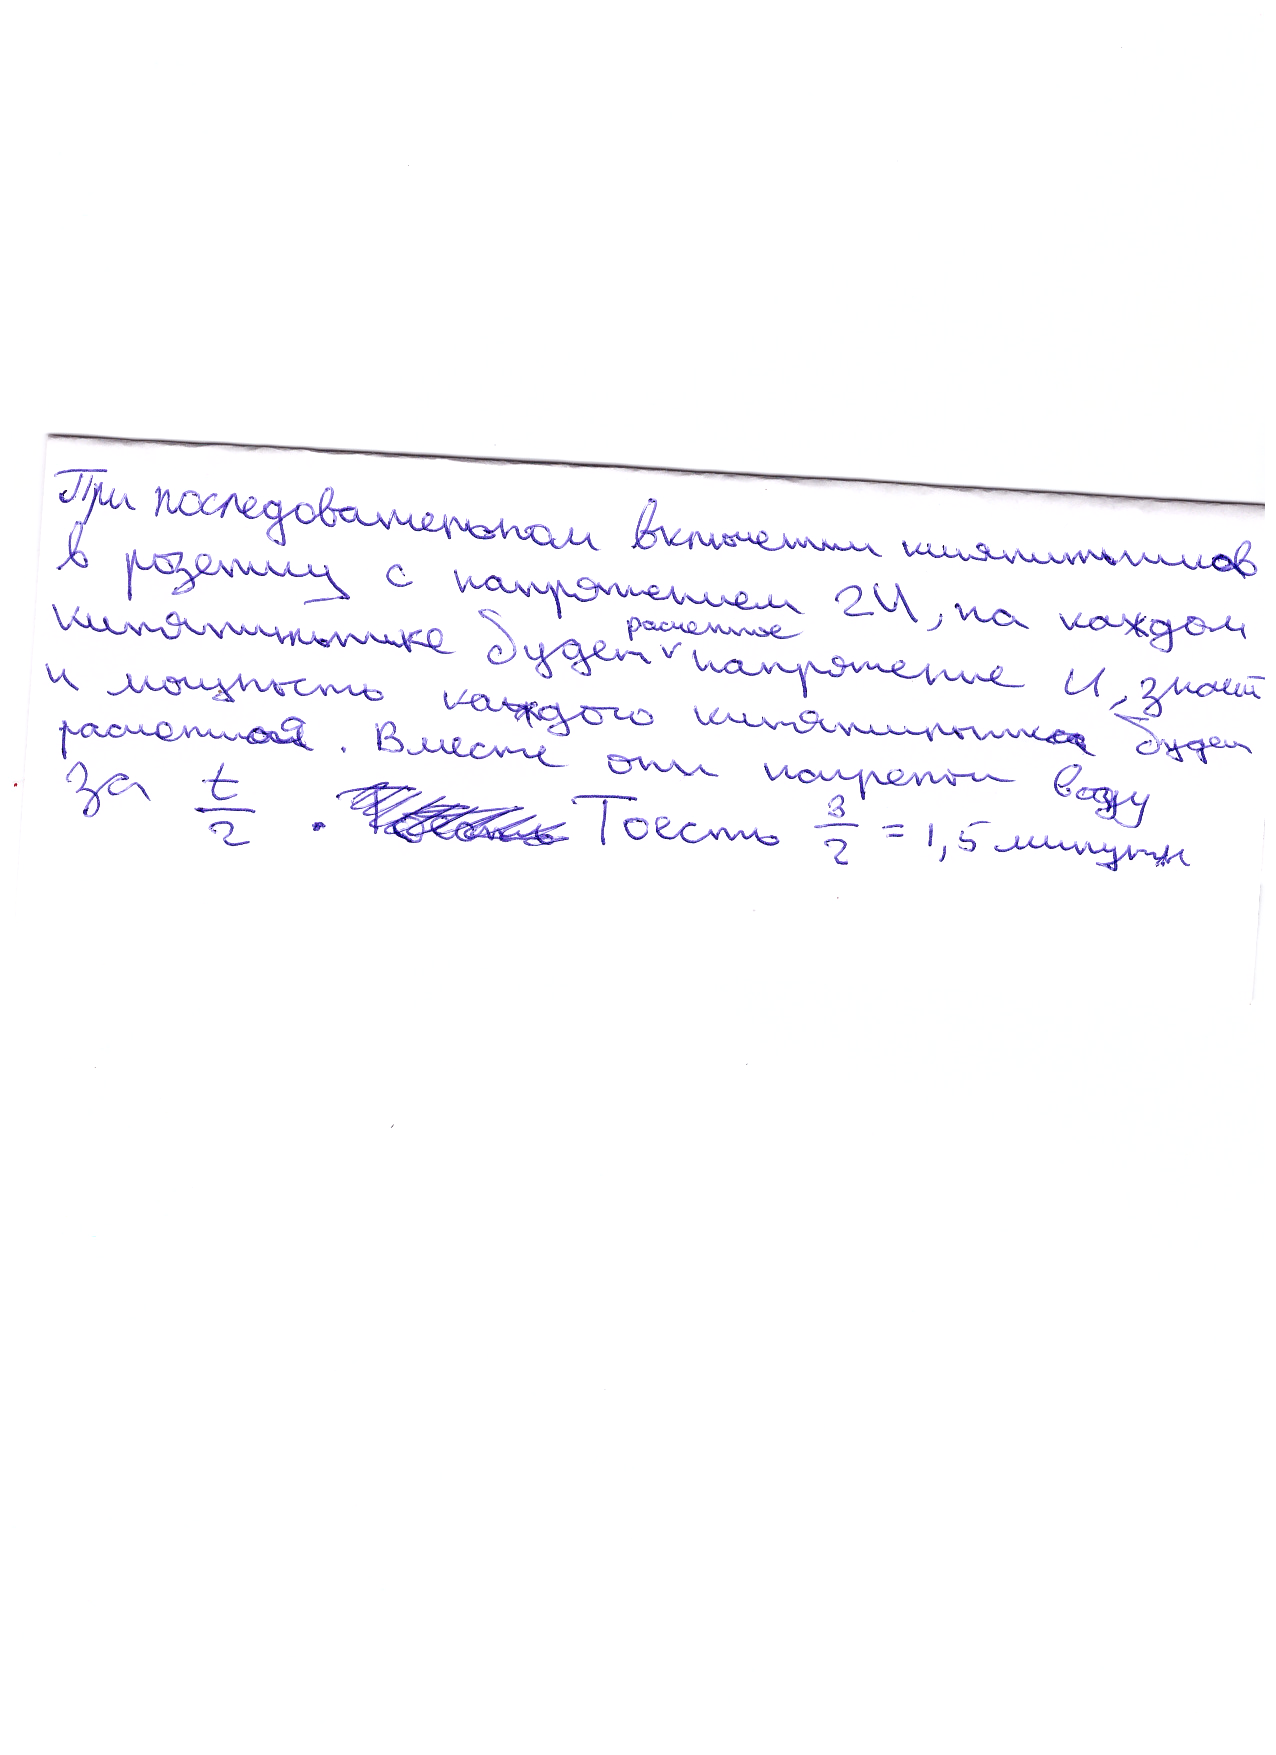 При последовательном включении кипятильников
в розетку с напряжением 2U, на каждом
кипятильнике будет расчетное напряжение U, значит
и мощность каждого кипятильника будет
расчетной. Вместе они нагреют воду
за t/2. Тоесть 3/2 = 1,5 минуты